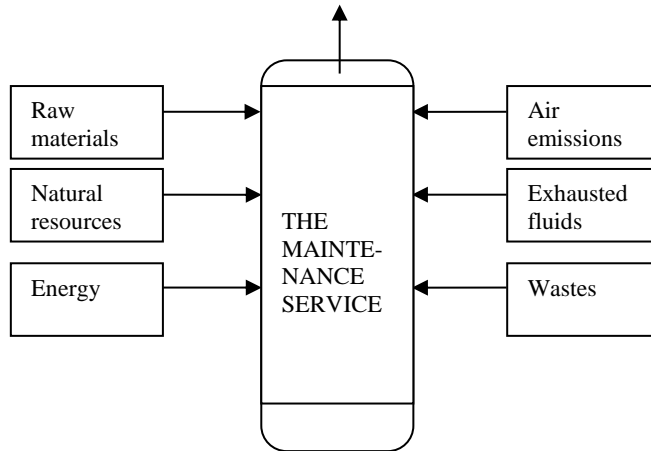 Raw
materials
Natural
resources
Energy
THE
MAINTE-
NANCE
SERVICE
Air
emissions
Exhausted
fluids
Wastes